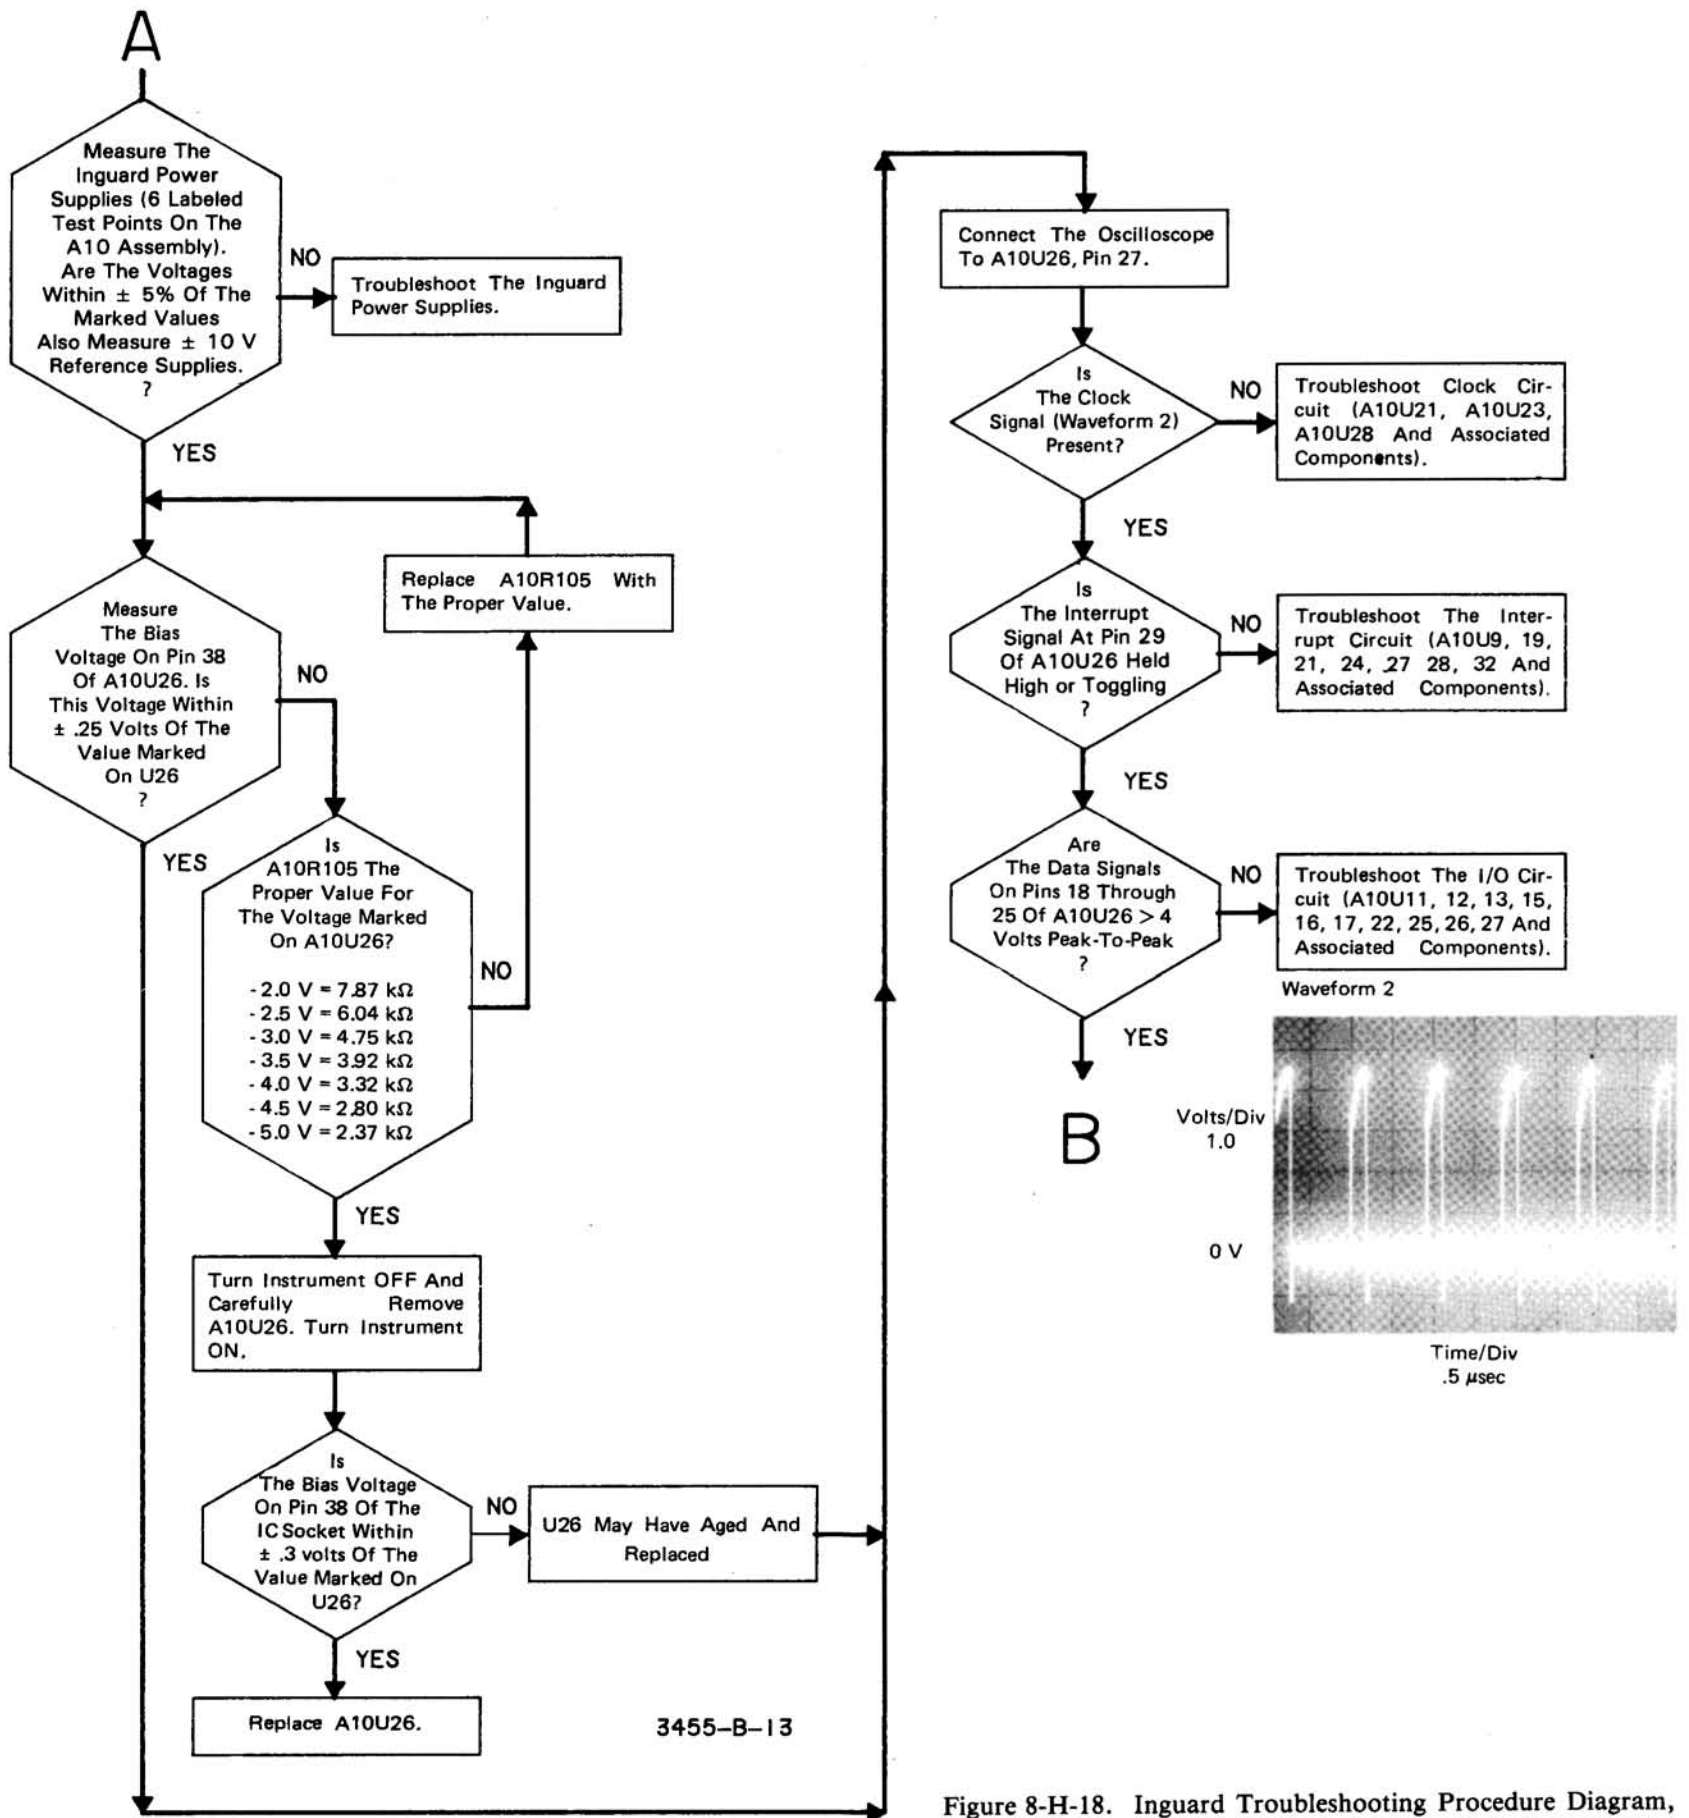 A
Measure The
Inguard Power
Supplies (6 Labeled
Test Points On The
A10 Assembly).
Are The Voltages
Within ± 5% Of The
Marked Values
Also Measure ± 10 V
Reference Supplies.
?
NO
Troubleshoot The Inguard
Power Supplies.
YES
Measure
The Bias
Voltage On Pin 38
Of A10U26. Is
This Voltage Within
± .25 Volts Of The
Value Marked
On U26
?
NO
YES
Replace A10R105 With
The Proper Value.
Is
A10R105 The
Proper Value For
The Voltage Marked
On A10U26?
- 2.0 V = 7.87 kΩ
- 2.5 V = 6.04 kΩ
- 3.0 V = 4.75 kΩ
- 3.5 V = 3.92 kΩ
- 4.0 V = 3.32 kΩ
- 4.5 V = 2.80 kΩ
- 5.0 V = 2.37 kΩ
NO
YES
Turn Instrument OFF And
Carefully Remove
A10U26. Turn Instrument
ON.
Is
The Bias Voltage
On Pin 38 Of The
IC Socket Within
± .3 volts Of The
Value Marked On
U26?
NO
U26 May Have Aged And
Replaced
YES
Replace A10U26.
3455-B-13
Connect The Oscilloscope
To A10U26, Pin 27.
Is
The Clock
Signal (Waveform 2)
Present?
NO
Troubleshoot Clock Cir-
cuit (A10U21, A10U23,
A10U28 And Associated
Components).
YES
Is
The Interrupt
Signal At Pin 29
Of A10U26 Held
High or Toggling
?
NO
Troubleshoot The Inter-
rupt Circuit (A10U9, 19,
21, 24, 27 28, 32 And
Associated Components).
YES
Are
The Data Signals
On Pins 18 Through
25 Of A10U26 > 4
Volts Peak-To-Peak
?
NO
Troubleshoot The I/O Cir-
cuit (A10U11, 12, 13, 15,
16, 17, 22, 25, 26, 27 And
Associated Components).
YES
B
Waveform 2
Volts/Div
1.0
0 V
Time/Div
.5 μsec
Figure 8-H-18. Inguard Troubleshooting Procedure Diagram,